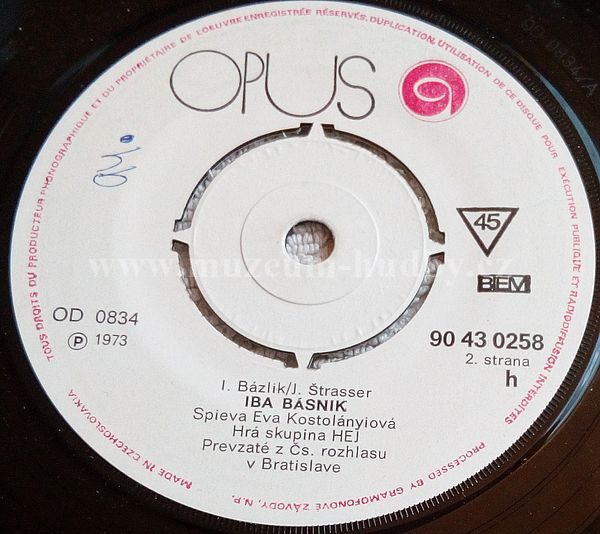 TOUS DROITS DU PRODUCTEUR PHONOGRAPHIQUE ET DU PROPRIÉTAIRE DE L'OEUVRE ENREGISTRÉE RÉSERVÉS. DUPLICATION, UTILISATION DE CE DISQUE POUR EXÉCUTION PUBLIQUE ET RADIODIFFUSION INTERDITES
OPUS
45
BIEM
OD 0834
℗ 1973
90 43 0258
2. strana
h
I. Bázlik/J. Štrasser
IBA BÁSNIK
Spieva Eva Kostolányiová
Hrá skupina HEJ
Prevzaté z Čs. rozhlasu
v Bratislave
MADE IN CZECHOSLOVAKIA
PROCESSED BY GRAMOFONOVÉ ZÁVODY, N.P.
www.muzeum-hudby.cz